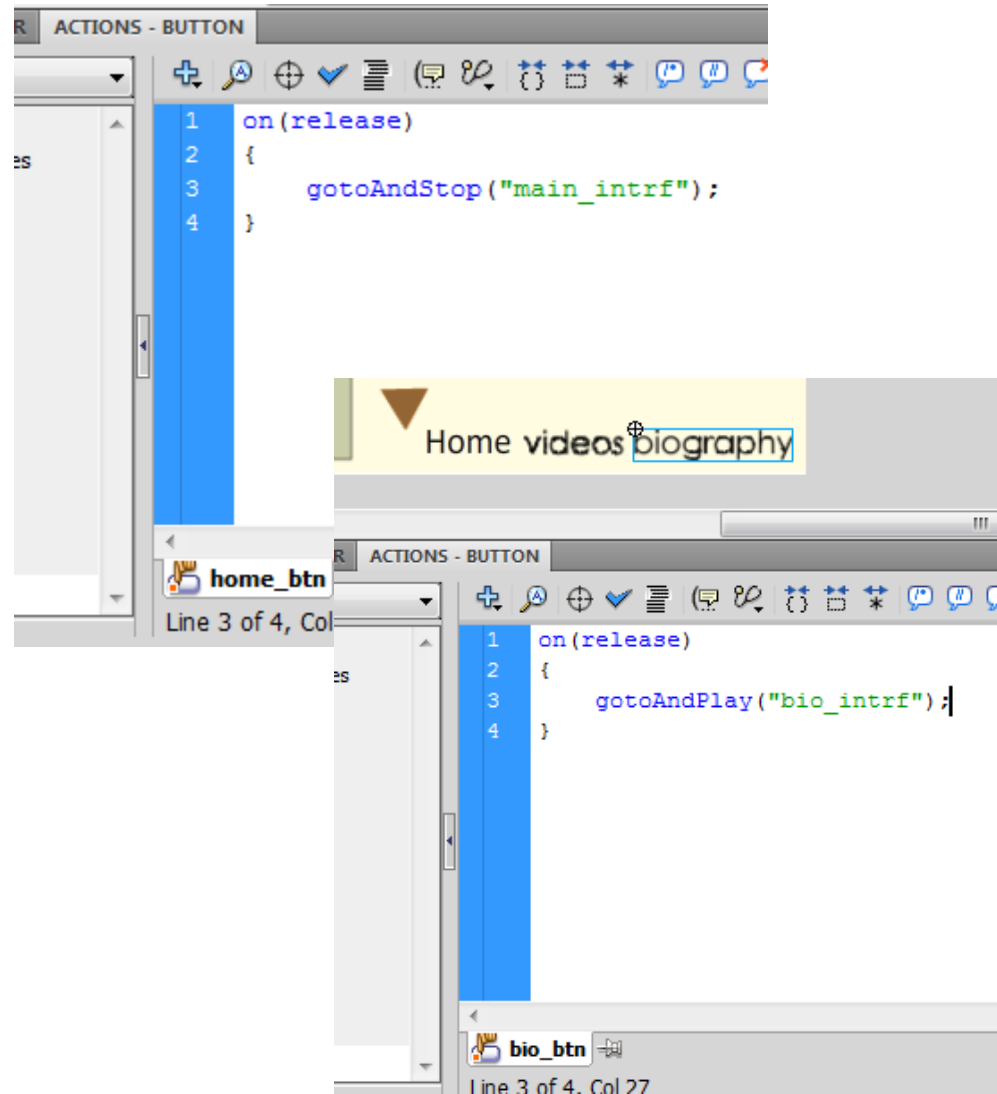 R ACTIONS - BUTTON
es
1 on(release)
2 {
3 gotoAndStop("main_intrf");
4 }
home_btn
Line 3 of 4, Col
Home videos biography
R ACTIONS - BUTTON
es
1 on(release)
2 {
3 gotoAndPlay("bio_intrf");
4 }
bio_btn
Line 3 of 4, Col 27